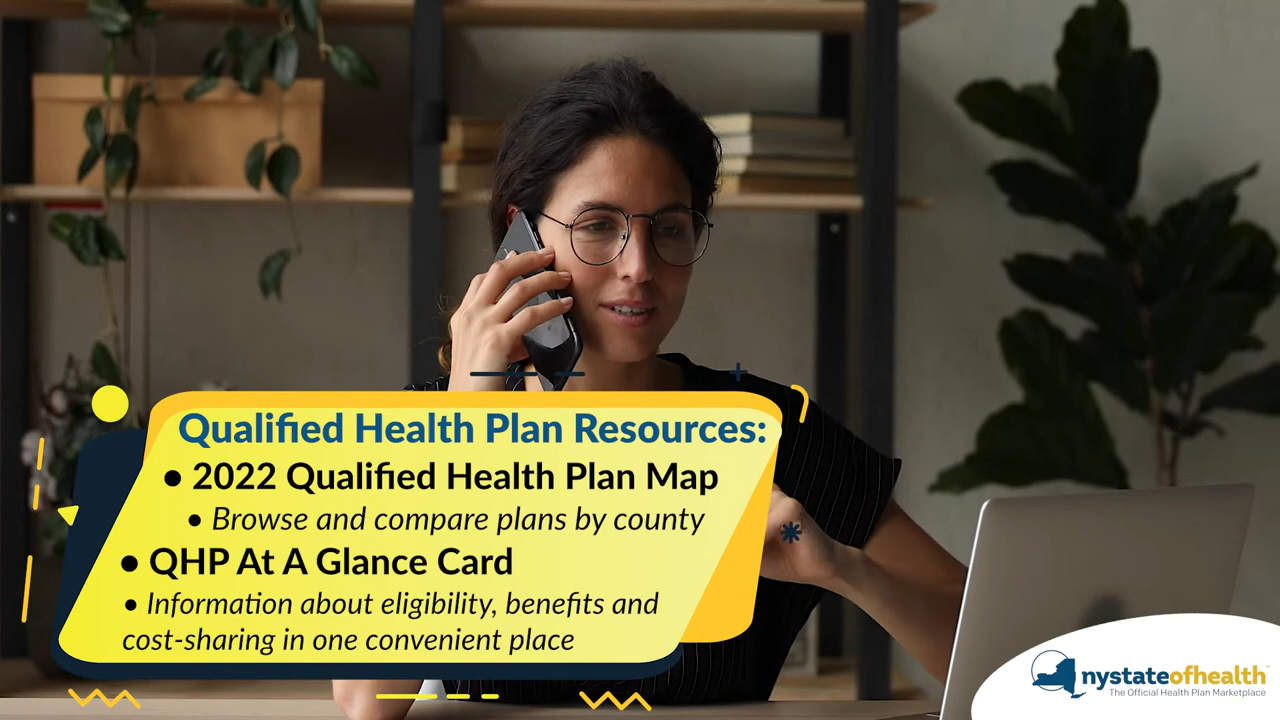 Qualified Health Plan Resources:
• 2022 Qualified Health Plan Map
• Browse and compare plans by county
• QHP At A Glance Card
• Information about eligibility, benefits and
cost-sharing in one convenient place
nystateofhealth™
The Official Health Plan Marketplace